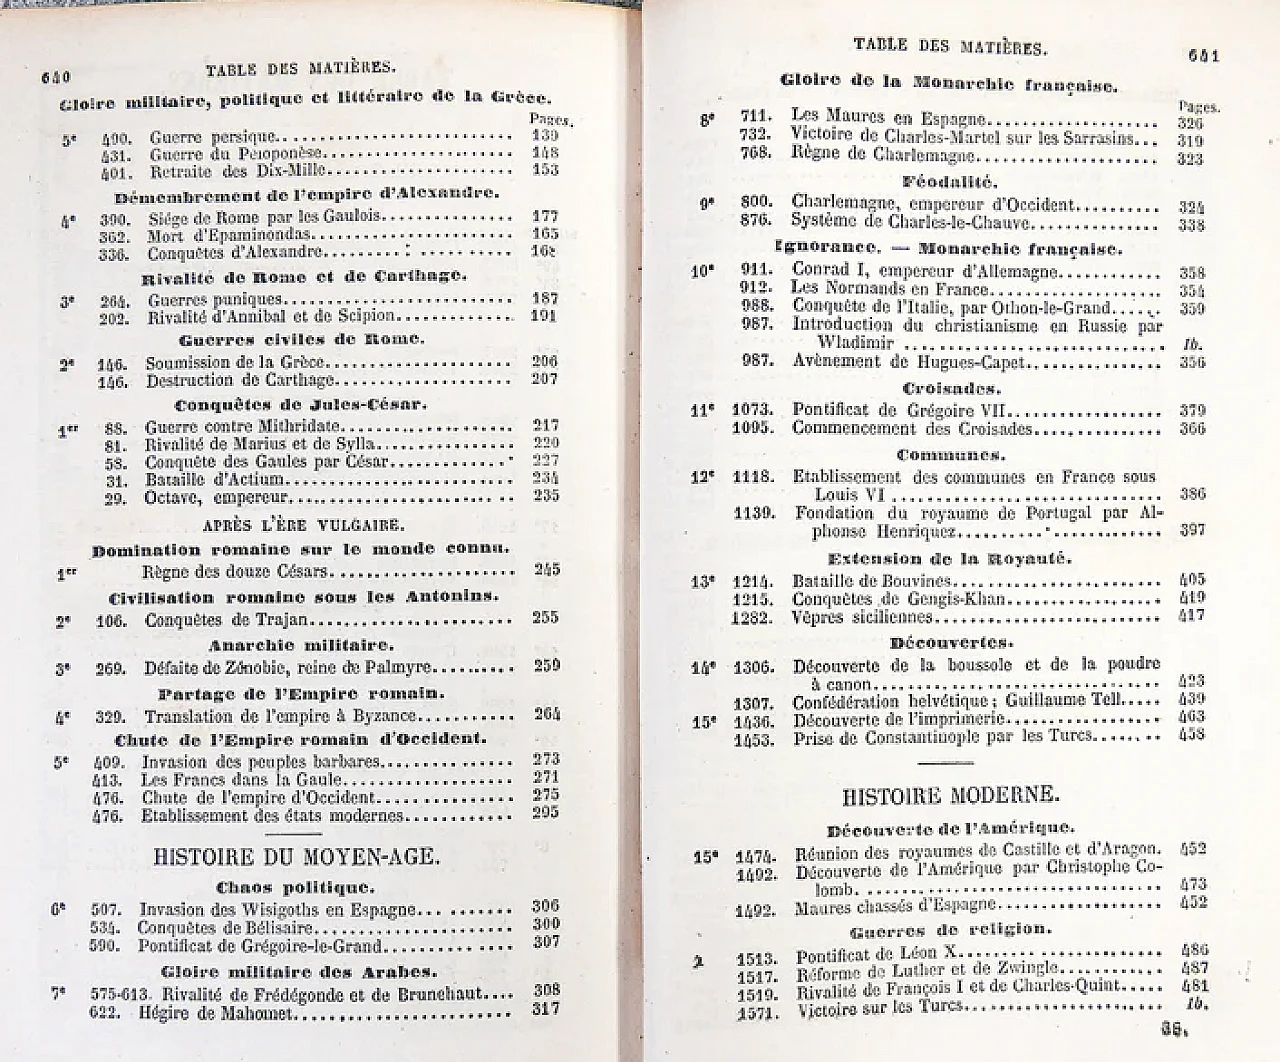 640
TABLE DES MATIÈRES.
Gloire militaire, politique et littéraire de la Grèce.
Pages.
5e 490. Guerre persique. 139
431. Guerre du Péloponèse. 148
401. Retraite des Dix-Mille. 153
Démembrement de l'empire d'Alexandre.
4e 390. Siége de Rome par les Gaulois. 177
362. Mort d'Epaminondas. 165
336. Conquêtes d'Alexandre.
Rivalité de Rome et de Carthage.
3e 264. Guerres puniques. 187
202. Rivalité d'Annibal et de Scipion. 191
Guerres civiles de Rome.
2e 146. Soumission de la Grèce. 206
146. Destruction de Carthage. 207
Conquêtes de Jules-César.
1er 88. Guerre contre Mithridate. 217
81. Rivalité de Marius et de Sylla. 220
58. Conquête des Gaules par César. 227
31. Bataille d'Actium. 234
29. Octave, empereur. 235
APRÈS L'ÈRE VULGAIRE.
Domination romaine sur le monde connu.
1er Règne des douze Césars. 245
Civilisation romaine sous les Antonins.
2e 106. Conquêtes de Trajan. 255
Anarchie militaire.
3e 269. Défaite de Zénobie, reine de Palmyre. 259
Partage de l'Empire romain.
4e 329. Translation de l'empire à Byzance. 264
Chute de l'Empire romain d'Occident.
5e 409. Invasion des peuples barbares. 273
413. Les Francs dans la Gaule. 271
476. Chute de l'empire d'Occident. 275
476. Etablissement des états modernes. 295
HISTOIRE DU MOYEN-AGE.
Chaos politique.
6e 507. Invasion des Wisigoths en Espagne. 306
534. Conquêtes de Bélisaire. 300
590. Pontificat de Grégoire-le-Grand. 307
Gloire militaire des Arabes.
7e 575-613. Rivalité de Frédégonde et de Brunehaut. 308
622. Hégire de Mahomet. 317
TABLE DES MATIÈRES.
641
Gloire de la Monarchie française.
Pages.
8e 711. Les Maures en Espagne. 326
732. Victoire de Charles-Martel sur les Sarrasins. 319
768. Règne de Charlemagne. 323
Féodalité.
9e 800. Charlemagne, empereur d'Occident. 324
876. Système de Charles-le-Chauve. 338
Ignorance. — Monarchie française.
10e 911. Conrad I, empereur d'Allemagne. 358
912. Les Normands en France. 354
988. Conquête de l'Italie, par Othon-le-Grand. 359
987. Introduction du christianisme en Russie par
Wladimir Ib.
987. Avènement de Hugues-Capet. 356
Croisades.
11e 1073. Pontificat de Grégoire VII. 379
1095. Commencement des Croisades. 366
Communes.
12e 1118. Etablissement des communes en France sous
Louis VI 386
1139. Fondation du royaume de Portugal par Al-
phonse Henriquez. 397
Extension de la Royauté.
13e 1214. Bataille de Bouvines. 405
1215. Conquêtes de Gengis-Khan. 419
1282. Vêpres siciliennes. 417
Découvertes.
14e 1306. Découverte de la boussole et de la poudre
à canon. 423
1307. Confédération helvétique; Guillaume Tell. 439
15e 1436. Découverte de l'imprimerie. 463
1453. Prise de Constantinople par les Turcs. 458
HISTOIRE MODERNE.
Découverte de l'Amérique.
15e 1474. Réunion des royaumes de Castille et d'Aragon. 452
1492. Découverte de l'Amérique par Christophe Co-
lomb. 473
1492. Maures chassés d'Espagne. 452
Guerres de religion.
1513. Pontificat de Léon X. 486
1517. Réforme de Luther et de Zwingle. 487
1519. Rivalité de François I et de Charles-Quint. 481
1571. Victoire sur les Turcs. Ib.